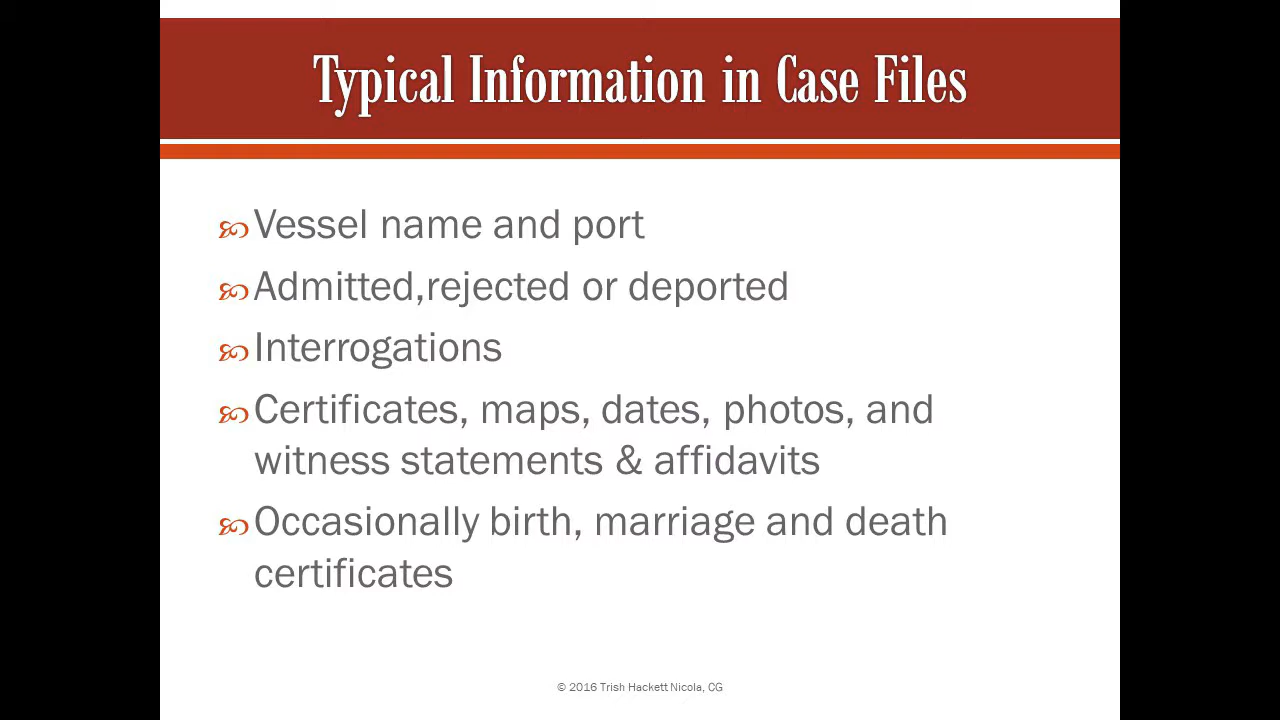 Typical Information in Case Files
Vessel name and port
Admitted,rejected or deported
Interrogations
Certificates, maps, dates, photos, and
witness statements & affidavits
Occasionally birth, marriage and death
certificates
© 2016 Trish Hackett Nicola, CG